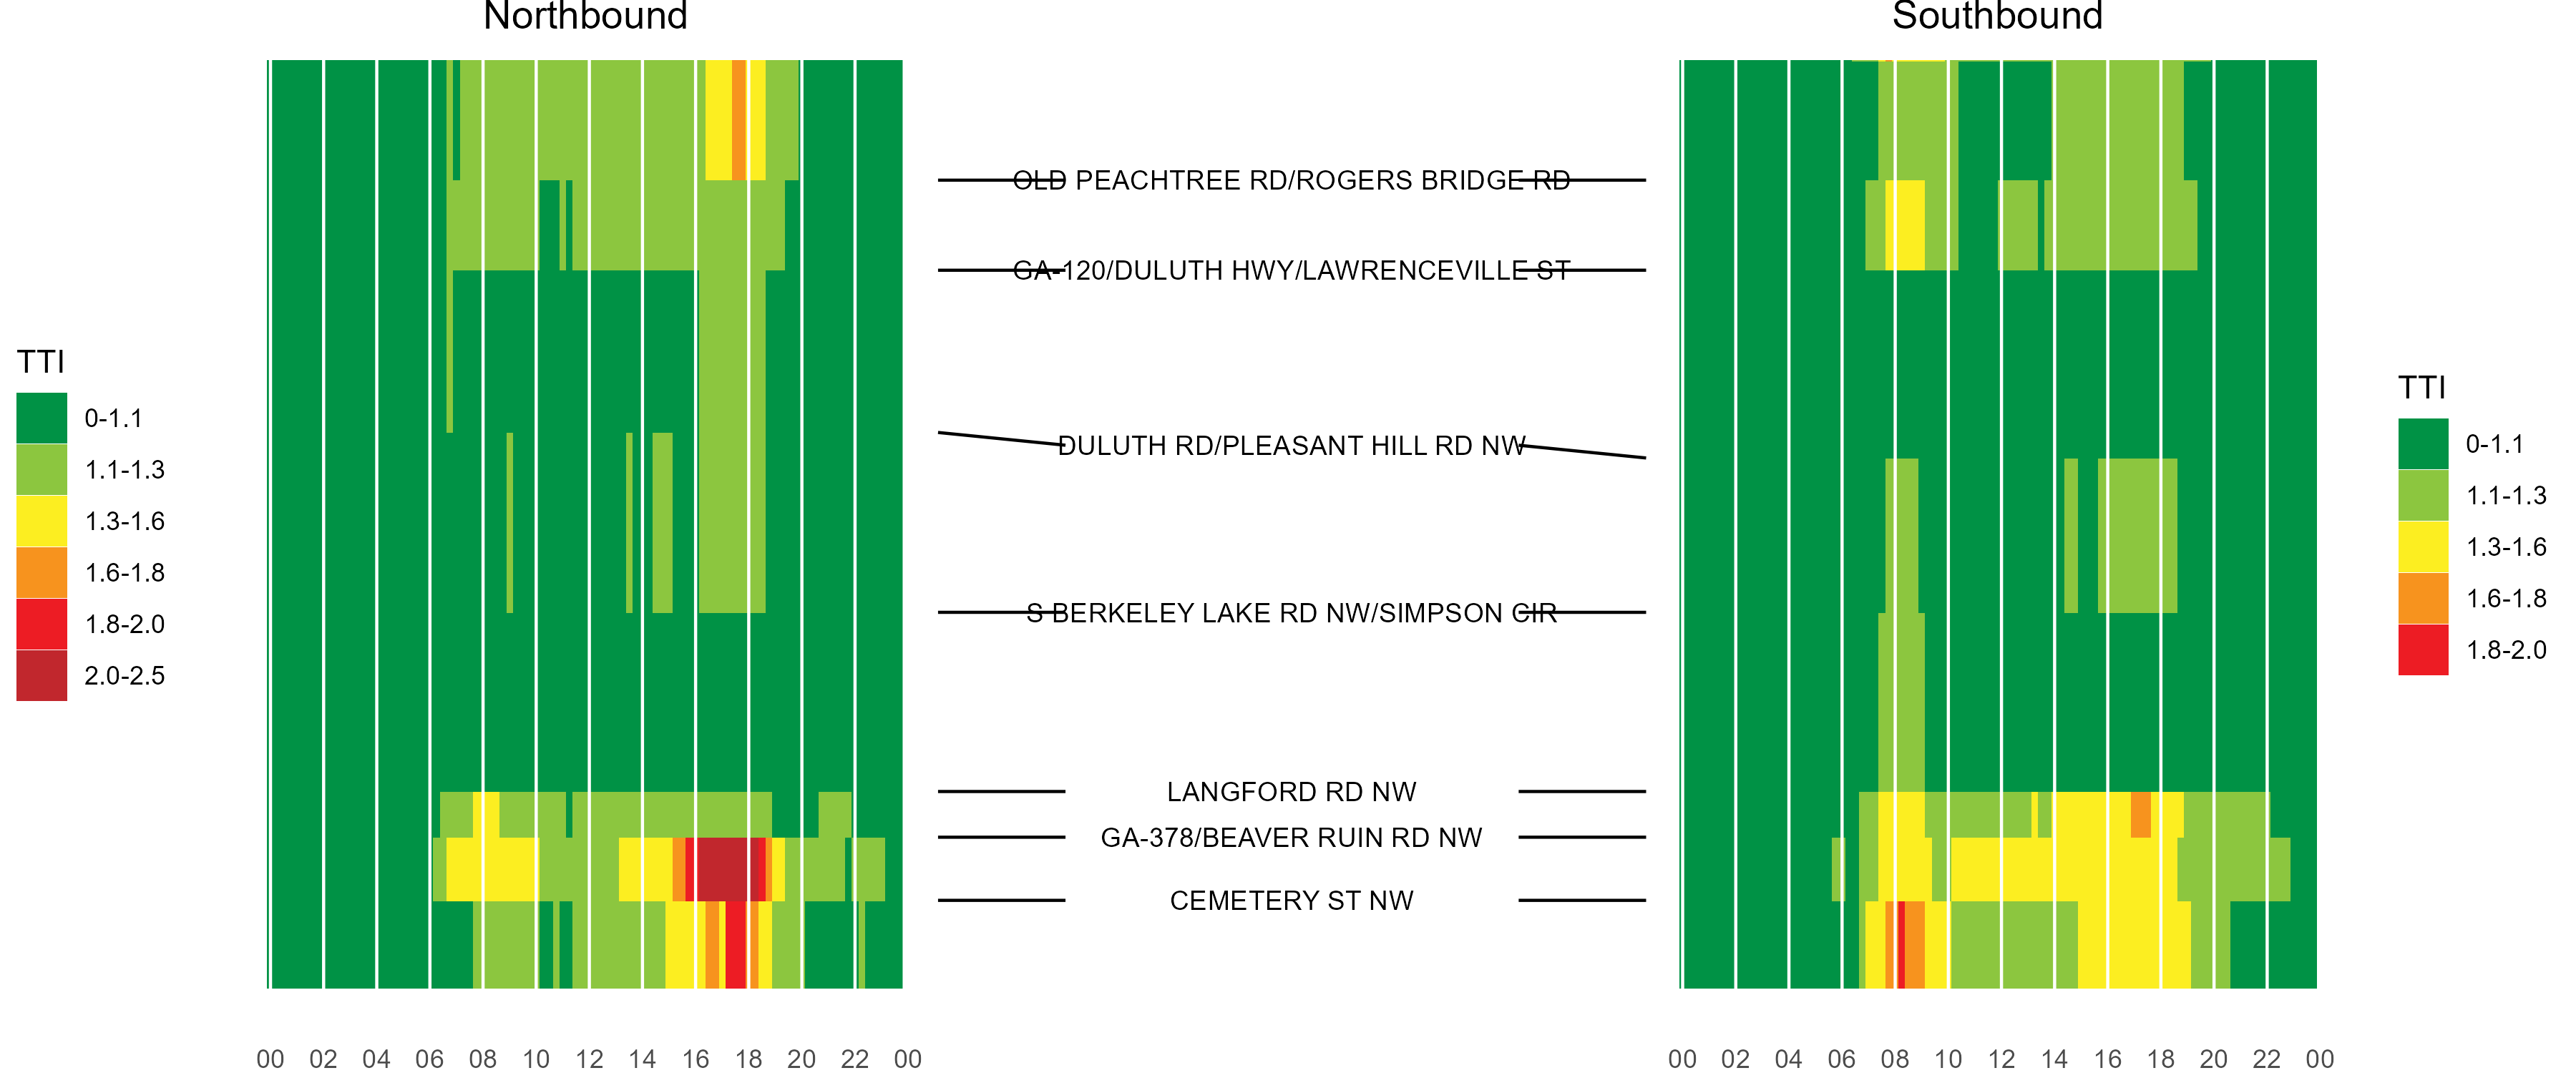 Northbound
Southbound
OLD PEACHTREE RD/ROGERS BRIDGE RD
GA-120/DULUTH HWY/LAWRENCEVILLE ST
DULUTH RD/PLEASANT HILL RD NW
S BERKELEY LAKE RD NW/SIMPSON CIR
LANGFORD RD NW
GA-378/BEAVER RUIN RD NW
CEMETERY ST NW
TTI
0-1.1
1.1-1.3
1.3-1.6
1.6-1.8
1.8-2.0
2.0-2.5
TTI
0-1.1
1.1-1.3
1.3-1.6
1.6-1.8
1.8-2.0
00 02 04 06 08 10 12 14 16 18 20 22 00
00 02 04 06 08 10 12 14 16 18 20 22 00